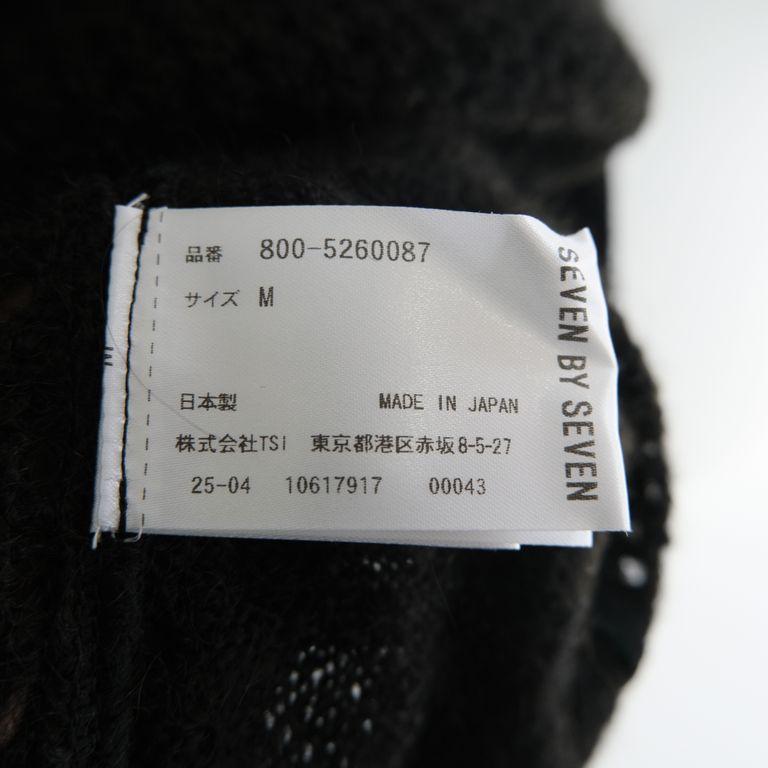 品番 800-5260087
サイズ M
日本製 MADE IN JAPAN
株式会社TSI 東京都港区赤坂8-5-27
25-04 10617917 00043
SEVEN BY SEVEN
M